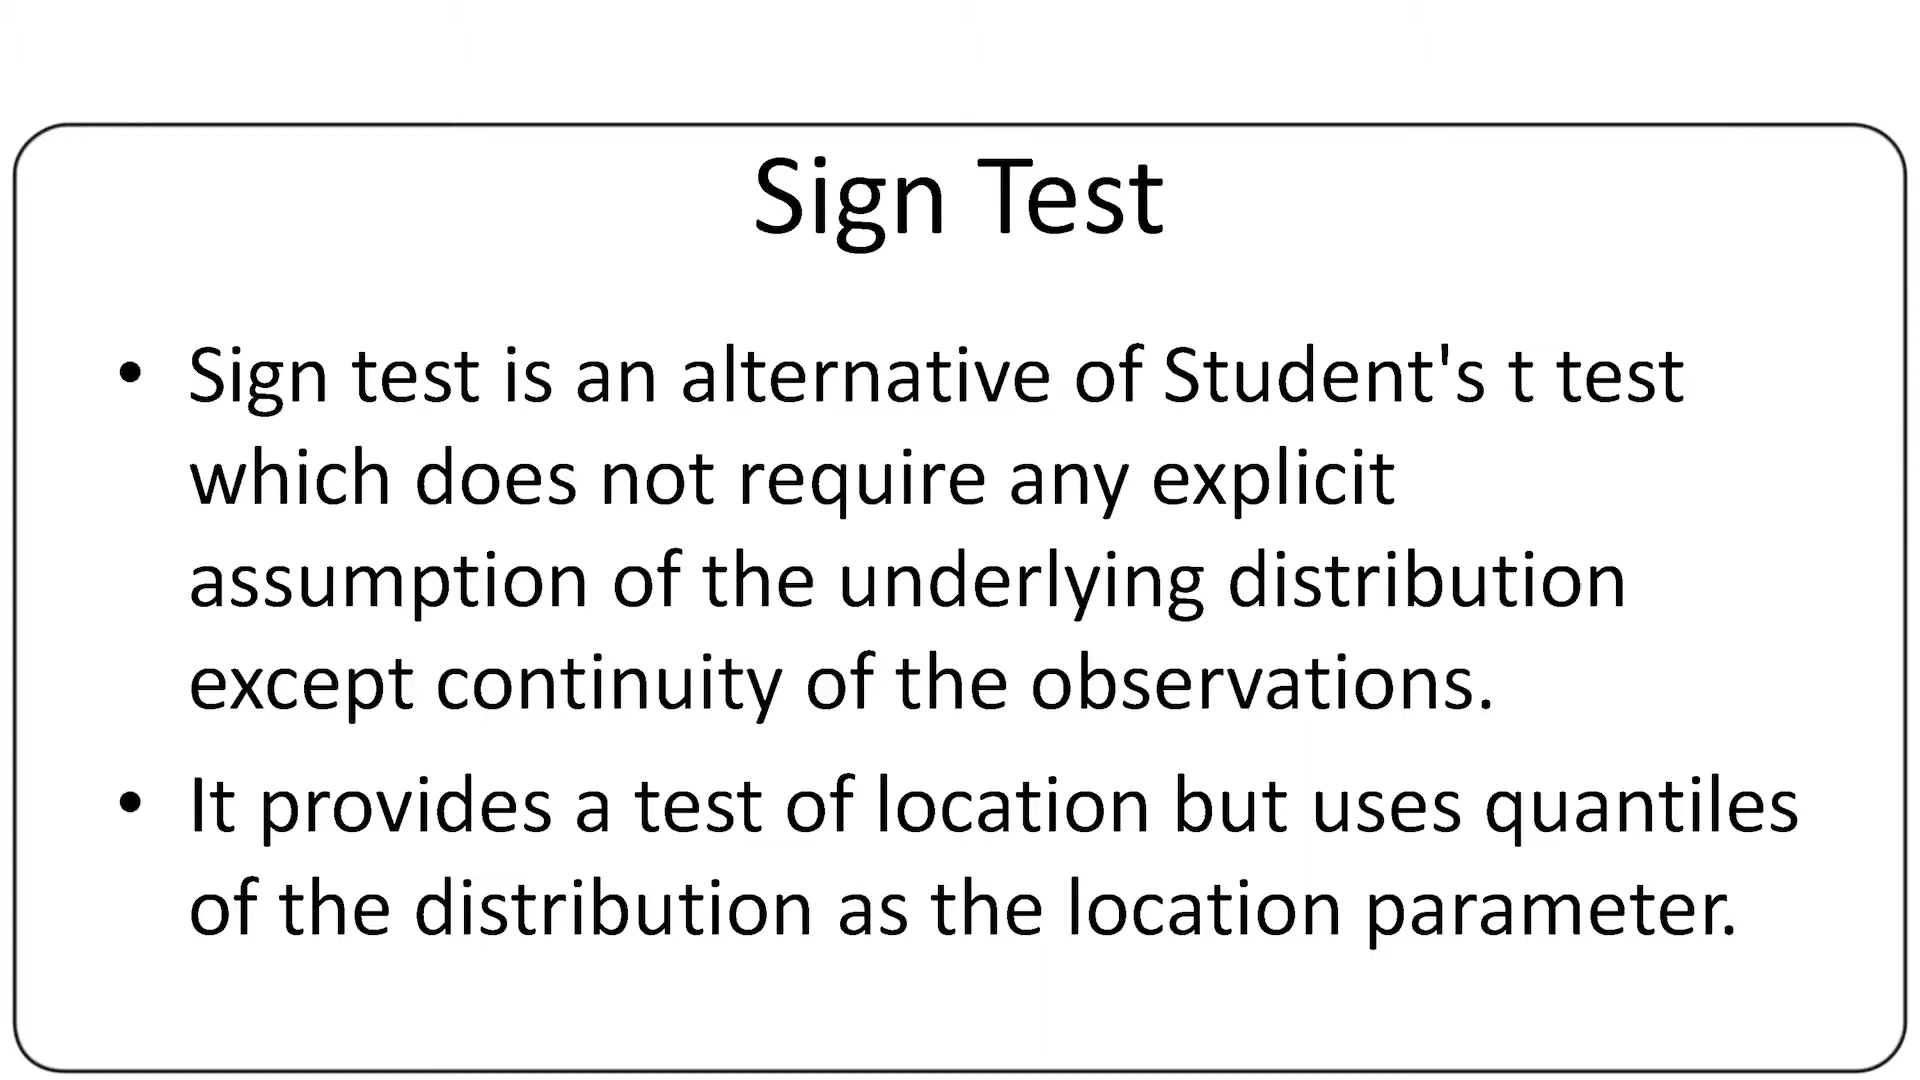 Sign Test
• Sign test is an alternative of Student's t test
which does not require any explicit
assumption of the underlying distribution
except continuity of the observations.
• It provides a test of location but uses quantiles
of the distribution as the location parameter.